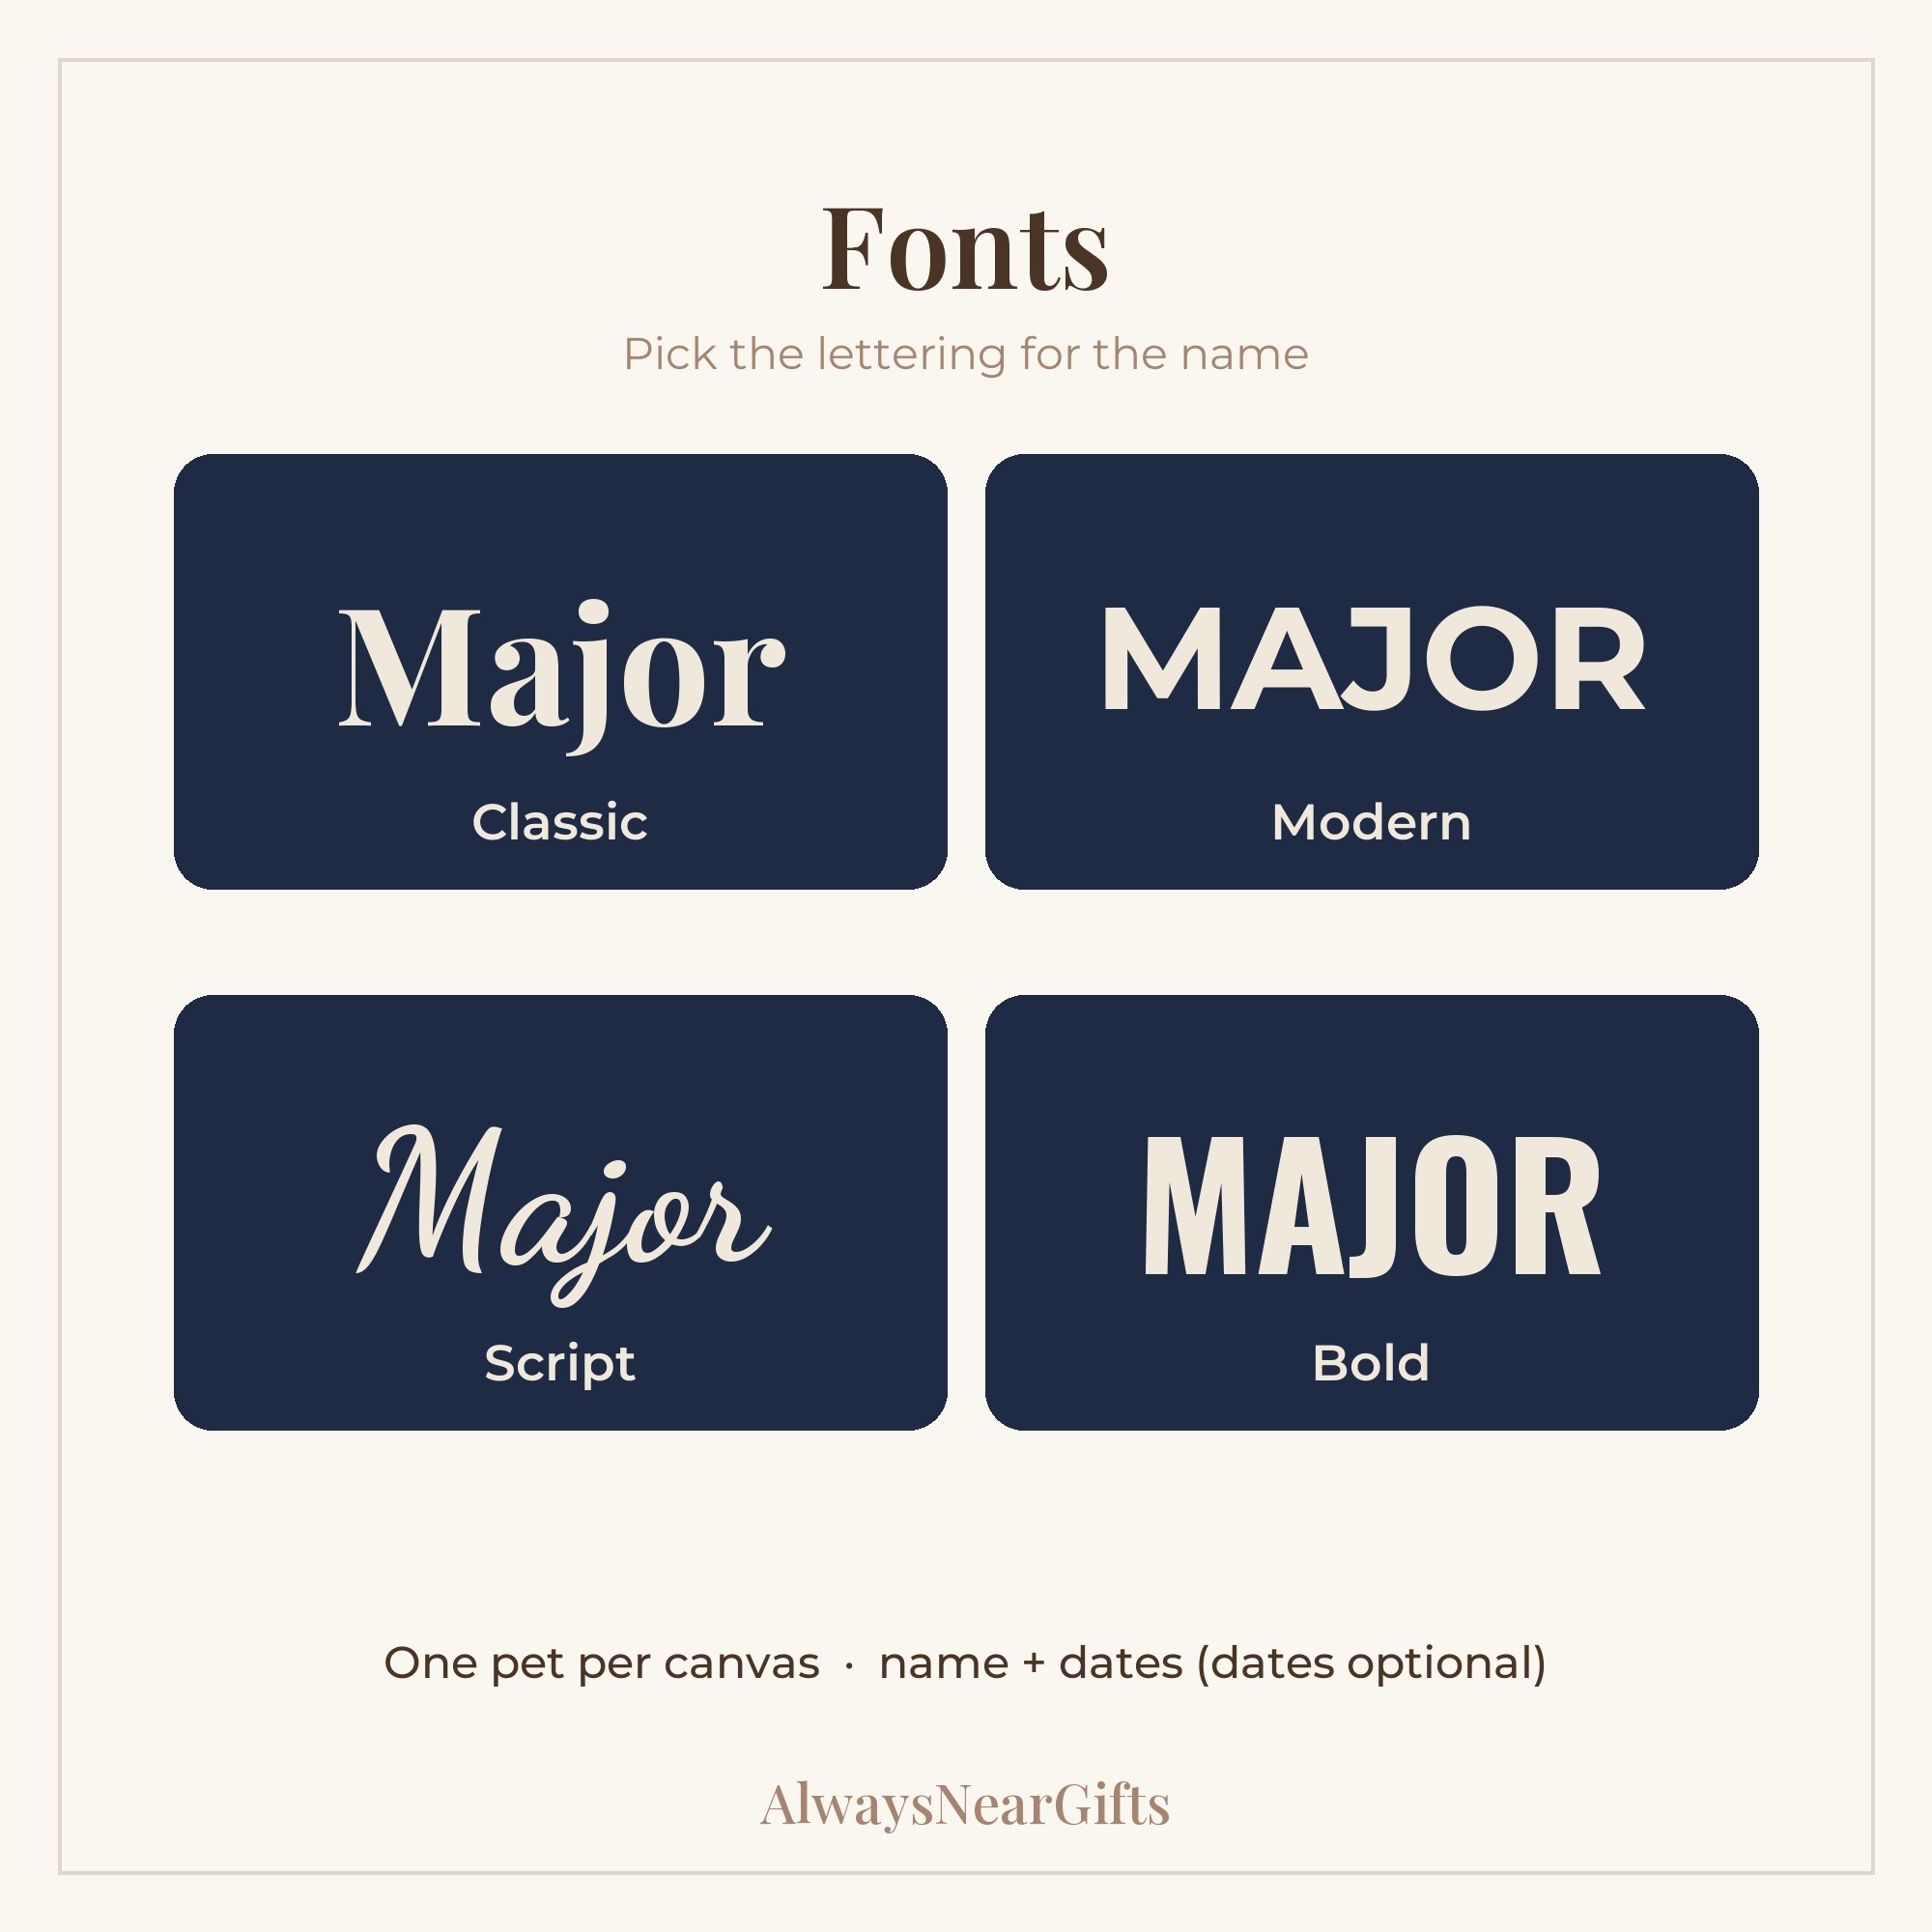 Fonts
Pick the lettering for the name
Major
Classic
MAJOR
Modern
Major
Script
MAJOR
Bold
One pet per canvas · name + dates (dates optional)
AlwaysNearGifts